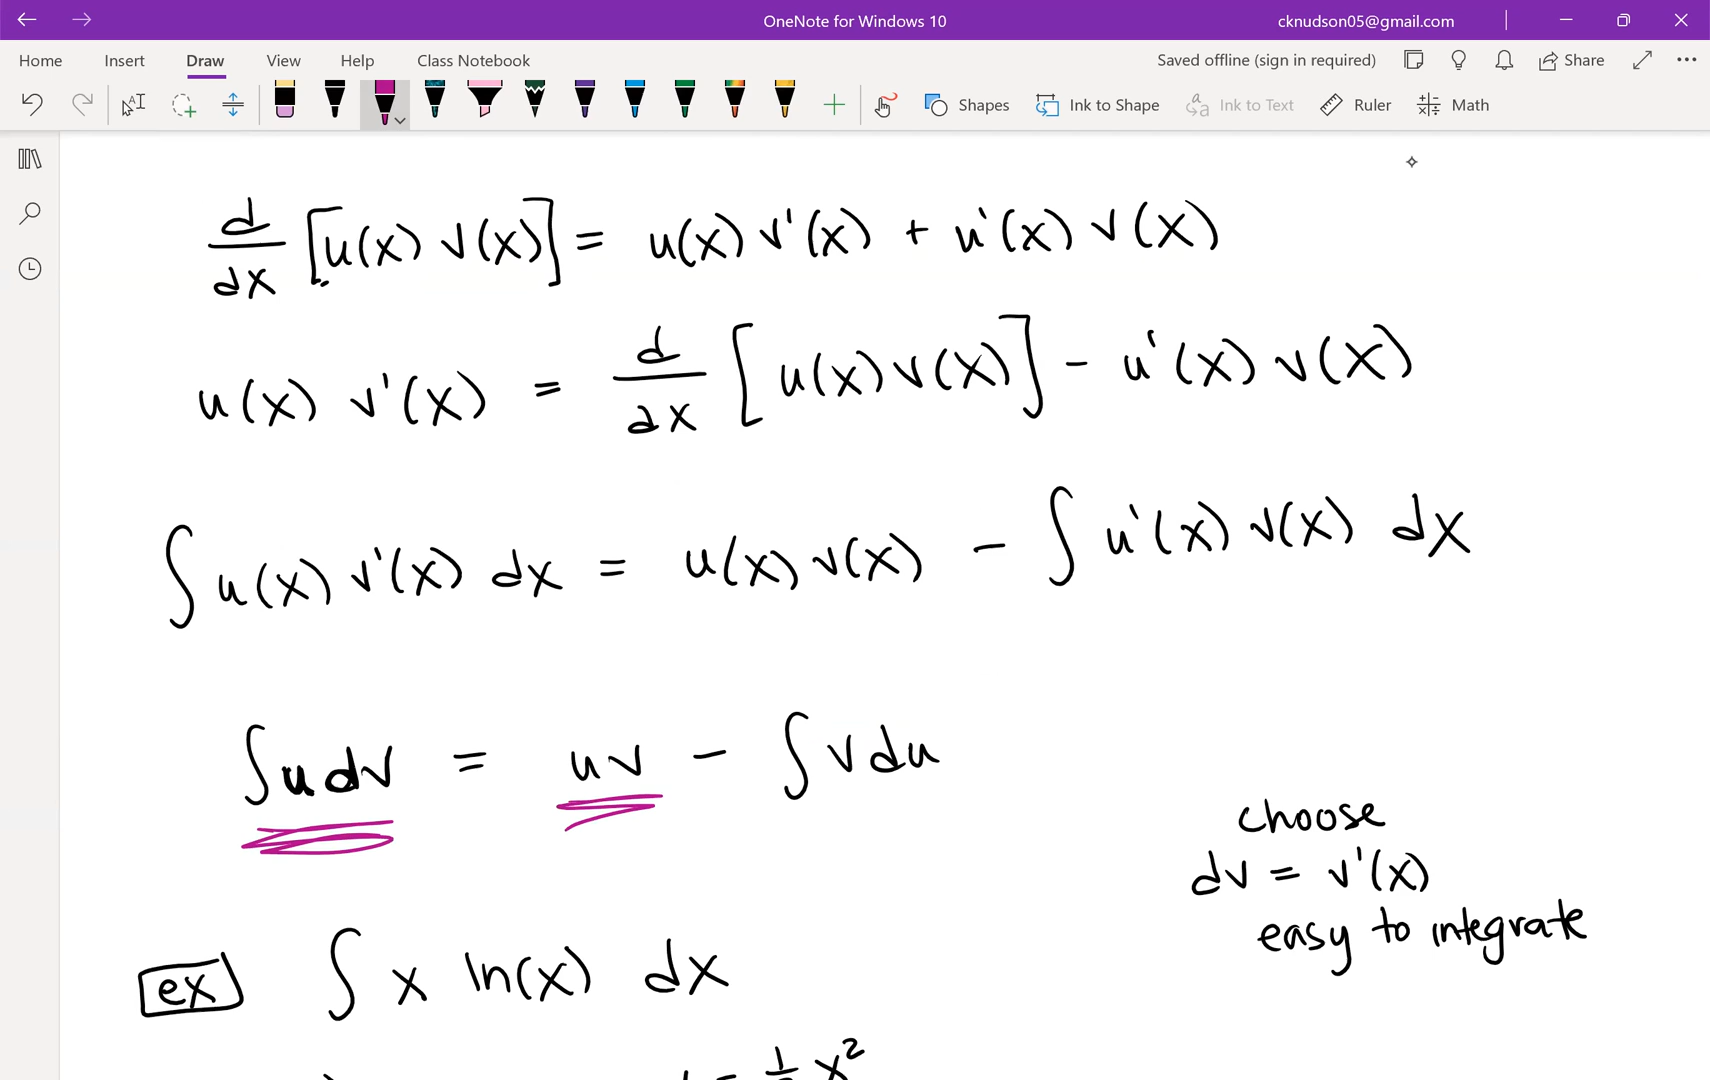 OneNote for Windows 10
cknudson05@gmail.com
Home Insert Draw View Help Class Notebook
Saved offline (sign in required) Share
Shapes Ink to Shape Ink to Text Ruler Math
d/dx [u(x) v(x)] = u(x) v'(x) + u'(x) v(x)
u(x) v'(x) = d/dx [u(x) v(x)] - u'(x) v(x)
∫ u(x) v'(x) dx = u(x) v(x) - ∫ u'(x) v(x) dx
∫ u dv = uv - ∫ v du
choose
dv = v'(x)
easy to integrate
ex ∫ x ln(x) dx